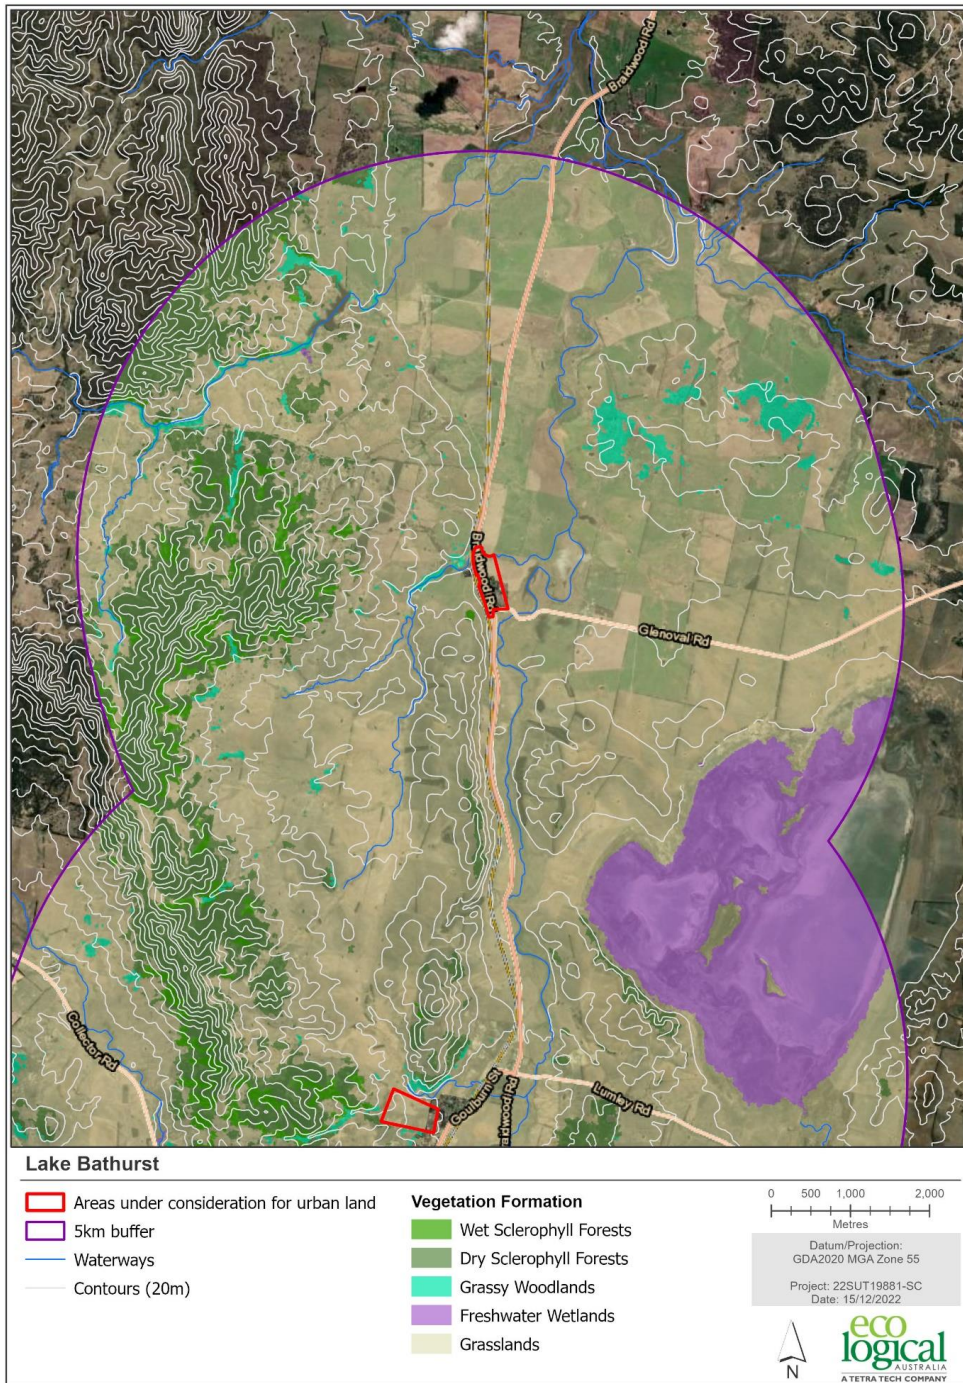 Braidwood Rd
Braidwood Rd
Glenoval Rd
Collector Rd
Goulburn St
Braidwood Rd
Lumley Rd
Lake Bathurst
Areas under consideration for urban land
5km buffer
Waterways
Contours (20m)
Vegetation Formation
Wet Sclerophyll Forests
Dry Sclerophyll Forests
Grassy Woodlands
Freshwater Wetlands
Grasslands
0 500 1,000 2,000
Metres
Datum/Projection:
GDA2020 MGA Zone 55
Project: 22SUT19881-SC
Date: 15/12/2022
N
eco
logical
AUSTRALIA
A TETRA TECH COMPANY